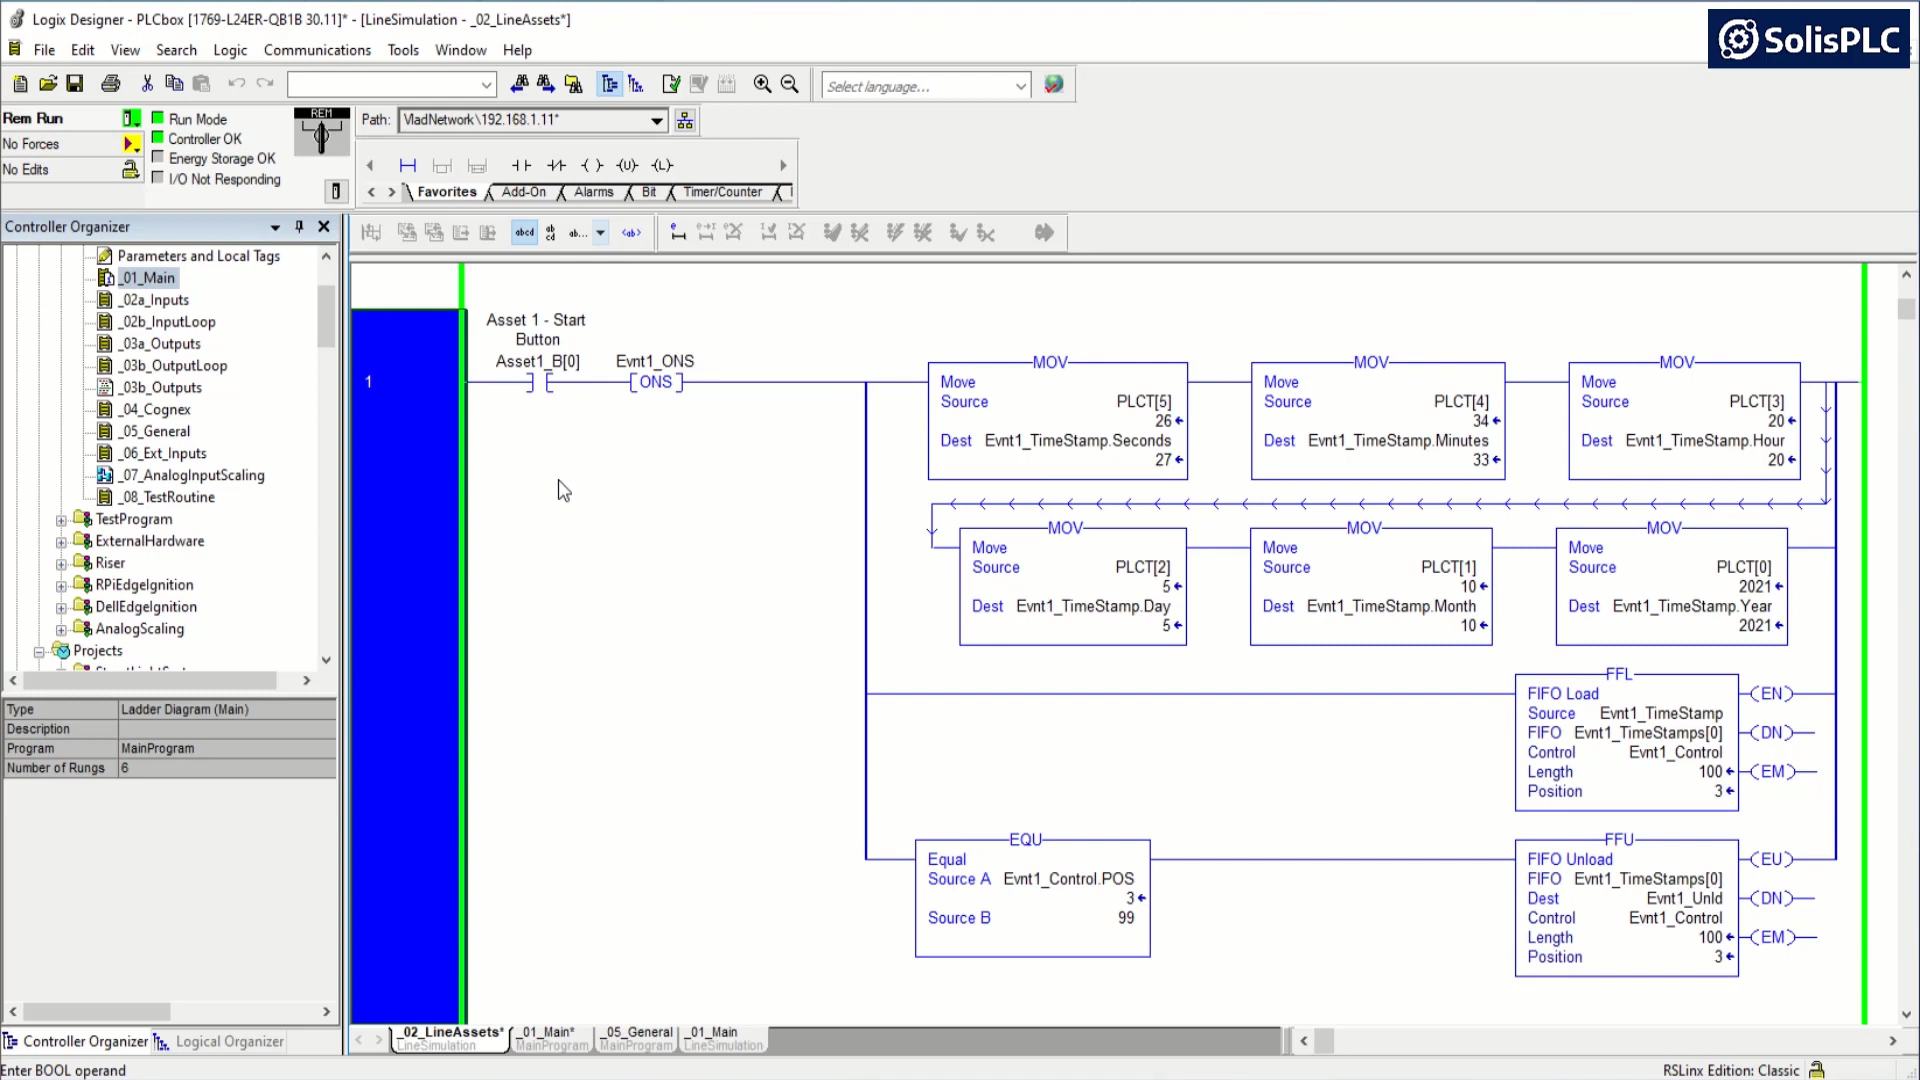 Logix Designer - PLCbox [1769-L24ER-QB1B 30.11]* - [LineSimulation - _02_LineAssets*]
SolisPLC
File Edit View Search Logic Communications Tools Window Help
Select language...
Rem Run
No Forces
No Edits
Run Mode
Controller OK
Energy Storage OK
I/O Not Responding
REM
Path: VladNetwork\192.168.1.11*
Favorites Add-On Alarms Bit Timer/Counter
Controller Organizer
Parameters and Local Tags
_01_Main
_02a_Inputs
_02b_InputLoop
_03a_Outputs
_03b_OutputLoop
_03b_Outputs
_04_Cognex
_05_General
_06_Ext_Inputs
_07_AnalogInputScaling
_08_TestRoutine
TestProgram
ExternalHardware
Riser
RPiEdgeIgnition
DellEdgeIgnition
AnalogScaling
Projects
Type Ladder Diagram (Main)
Description
Program MainProgram
Number of Rungs 6
Controller Organizer Logical Organizer
Enter BOOL operand
abcd ab cd ab... <ab>
1
Asset 1 - Start
Button
Asset1_B[0]
Evnt1_ONS
ONS
MOV
Move
Source PLCT[5]
26
Dest Evnt1_TimeStamp.Seconds
27
MOV
Move
Source PLCT[4]
34
Dest Evnt1_TimeStamp.Minutes
33
MOV
Move
Source PLCT[3]
20
Dest Evnt1_TimeStamp.Hour
20
MOV
Move
Source PLCT[2]
5
Dest Evnt1_TimeStamp.Day
5
MOV
Move
Source PLCT[1]
10
Dest Evnt1_TimeStamp.Month
10
MOV
Move
Source PLCT[0]
2021
Dest Evnt1_TimeStamp.Year
2021
FFL
FIFO Load
Source Evnt1_TimeStamp
FIFO Evnt1_TimeStamps[0]
Control Evnt1_Control
Length 100
Position 3
EN
DN
EM
EQU
Equal
Source A Evnt1_Control.POS
3
Source B 99
FFU
FIFO Unload
FIFO Evnt1_TimeStamps[0]
Dest Evnt1_Unld
Control Evnt1_Control
Length 100
Position 3
EU
DN
EM
_02_LineAssets* _01_Main* _05_General _01_Main
LineSimulation MainProgram MainProgram LineSimulation
RSLinx Edition: Classic